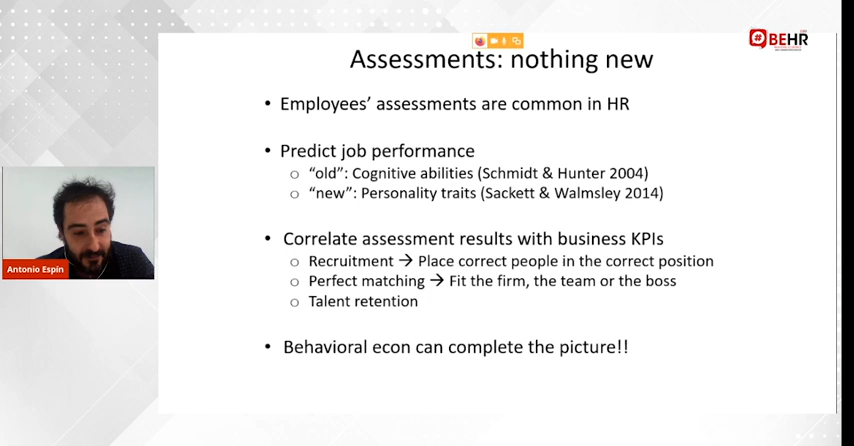 #BEHR
Assessments: nothing new
• Employees’ assessments are common in HR
• Predict job performance
o “old”: Cognitive abilities (Schmidt & Hunter 2004)
o “new”: Personality traits (Sackett & Walmsley 2014)
• Correlate assessment results with business KPIs
o Recruitment → Place correct people in the correct position
o Perfect matching → Fit the firm, the team or the boss
o Talent retention
• Behavioral econ can complete the picture!!
Antonio Espín